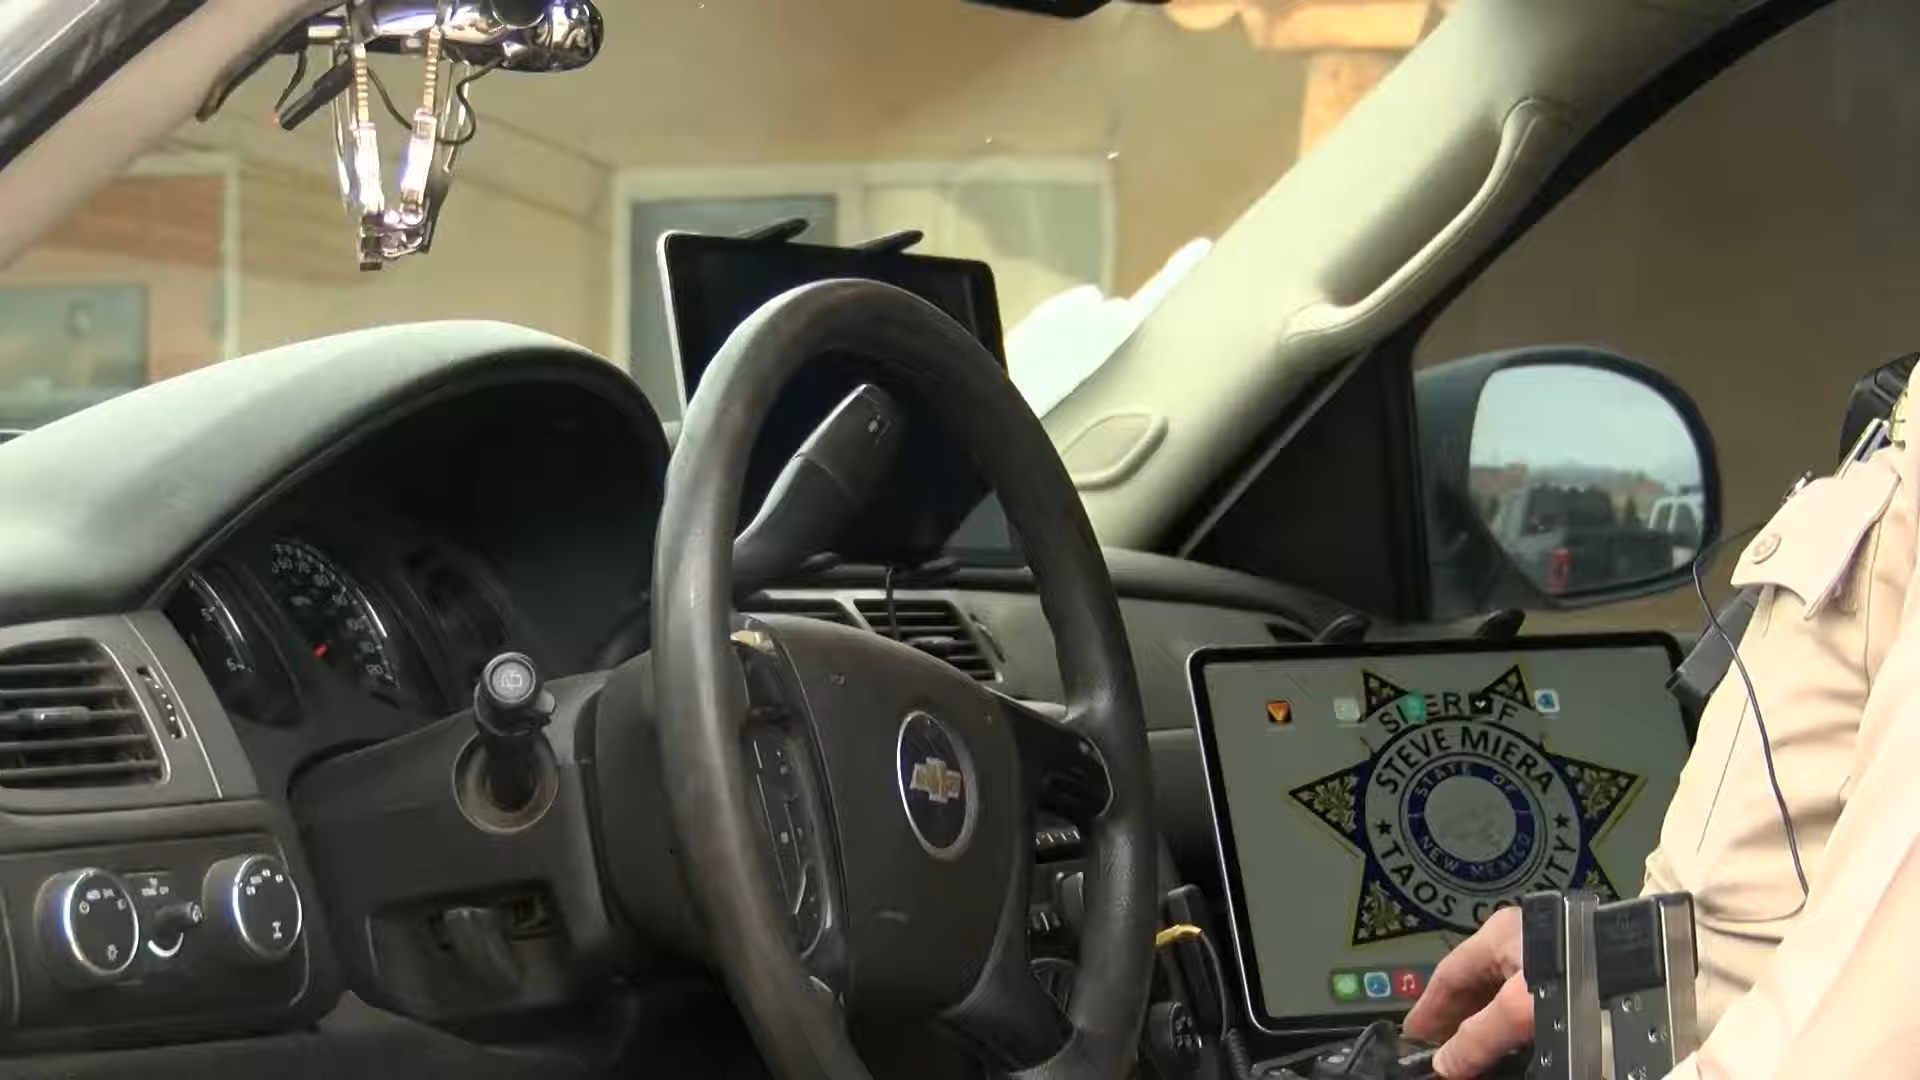 SHERIFF
STEVE MIERA
STATE OF
NEW MEXICO
TAOS COUNTY